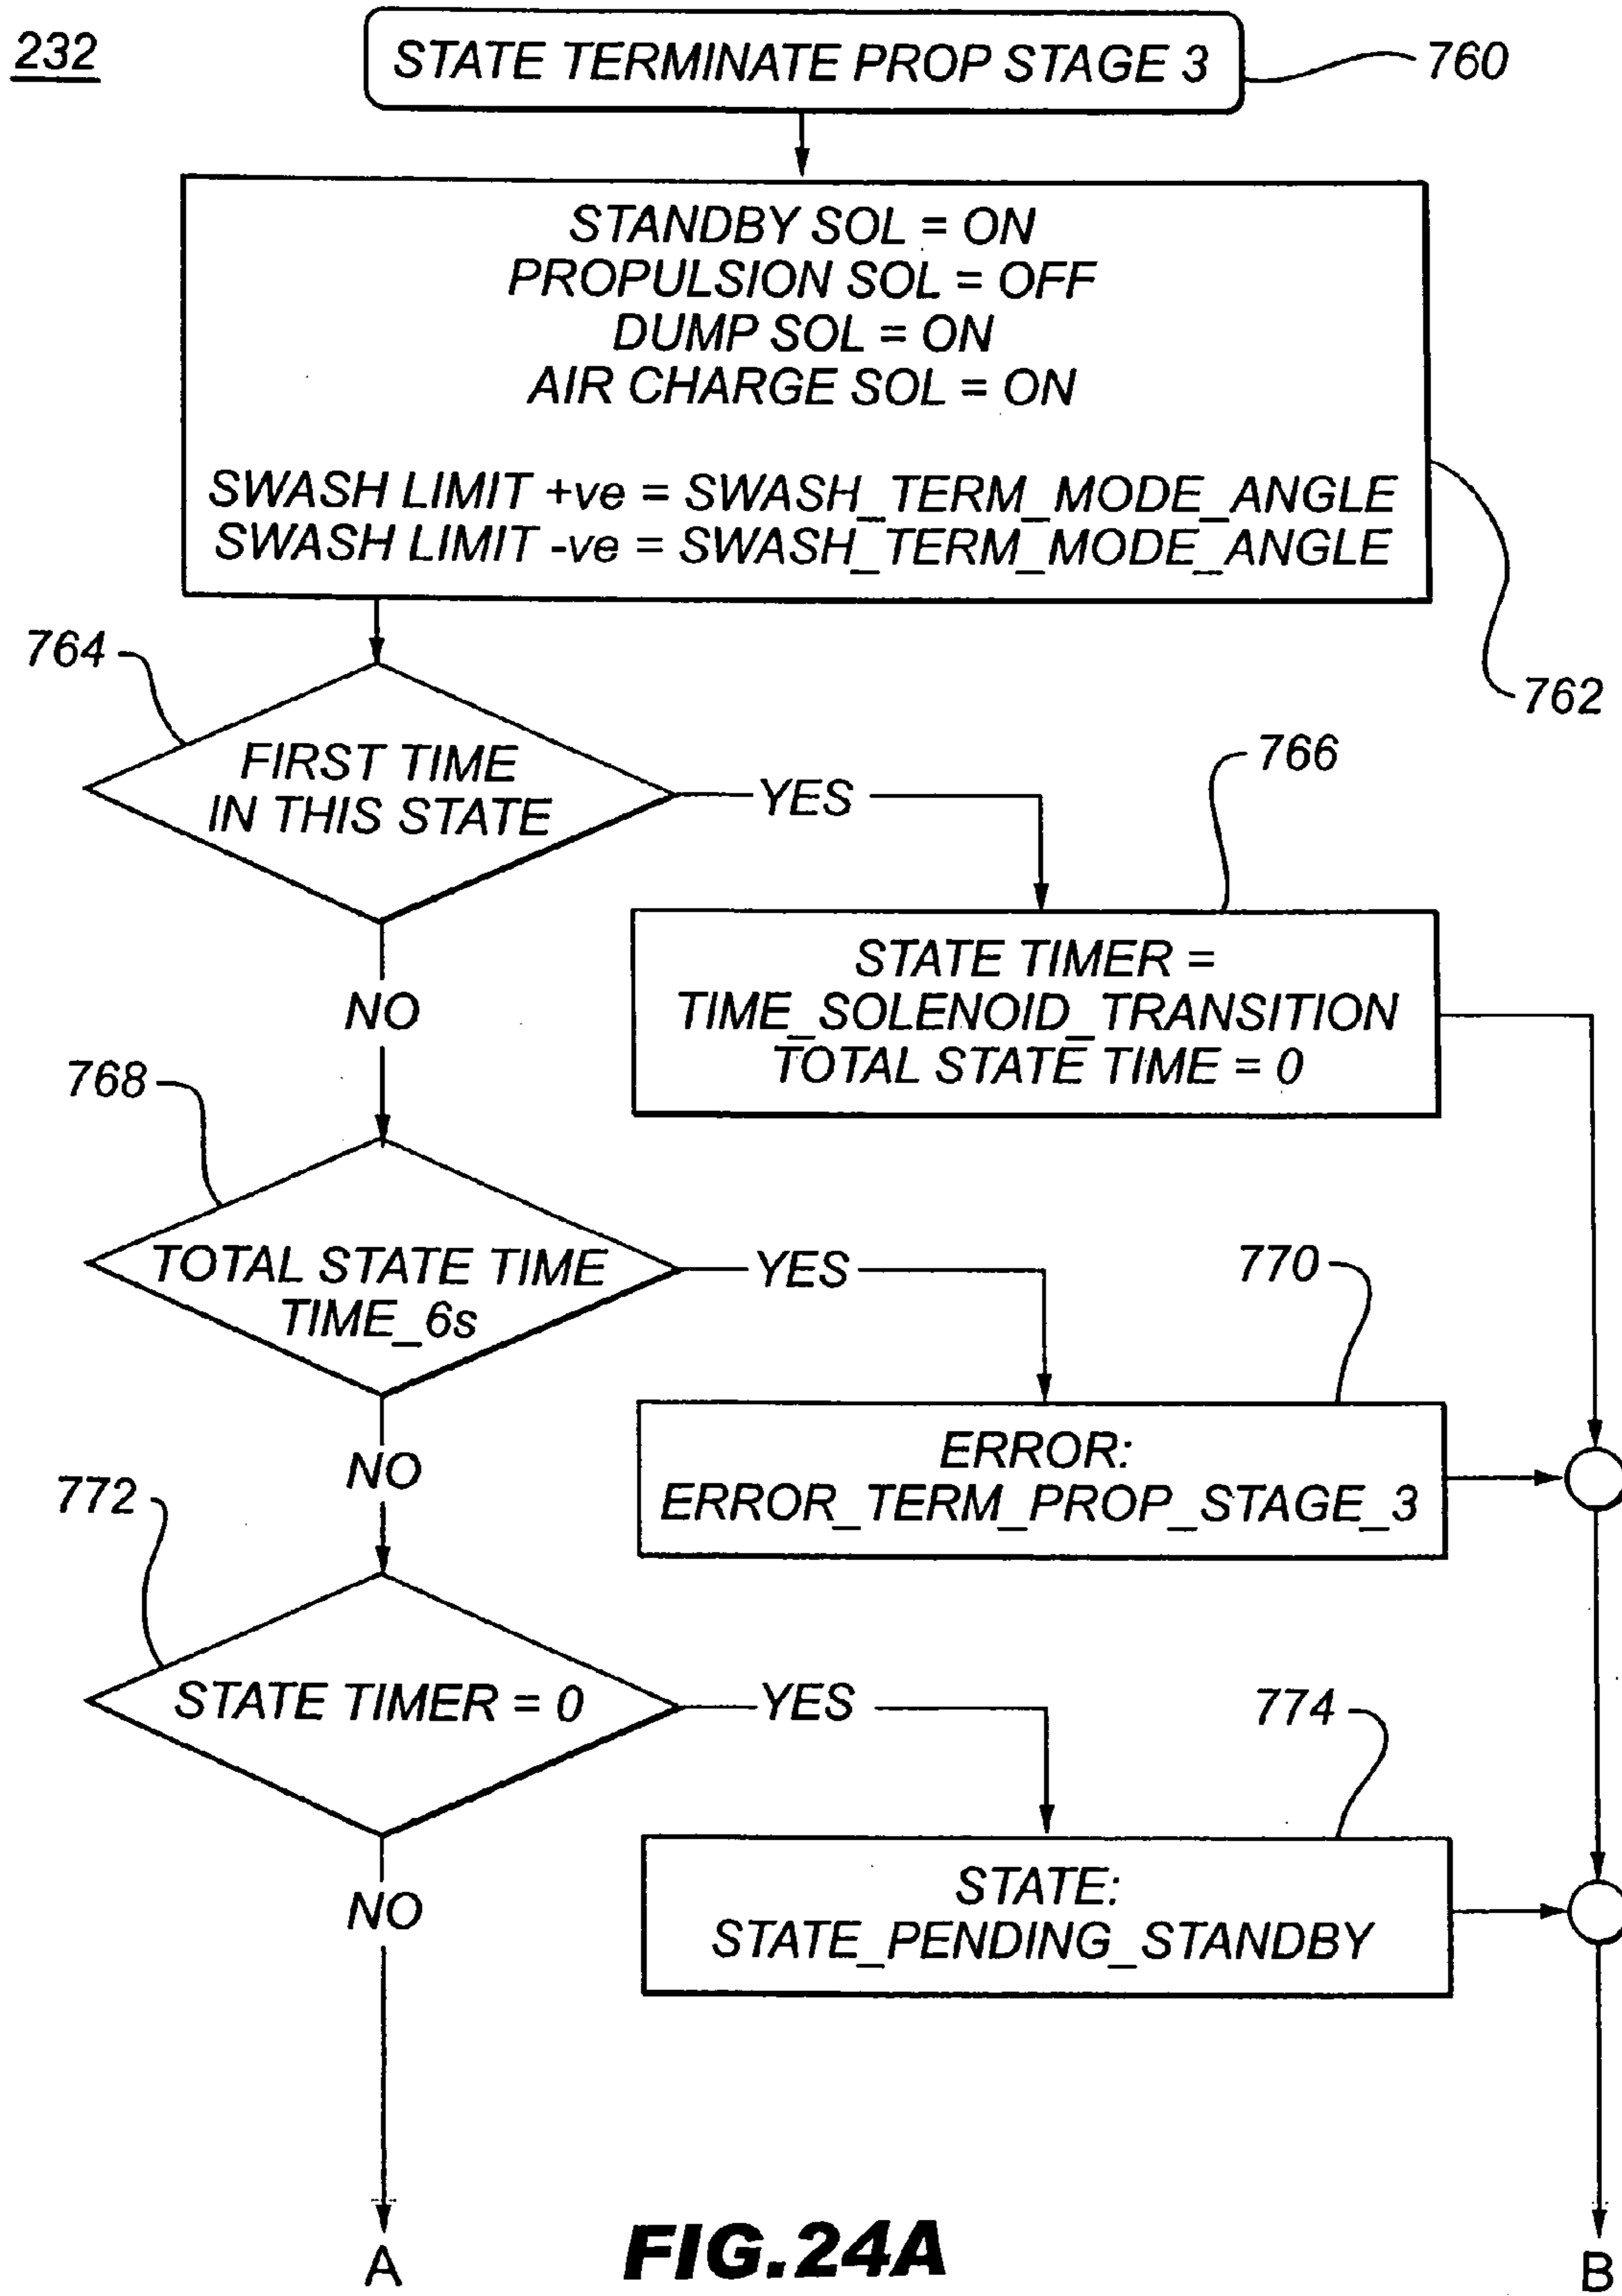 232
STATE TERMINATE PROP STAGE 3
760
STANDBY SOL = ON
PROPULSION SOL = OFF
DUMP SOL = ON
AIR CHARGE SOL = ON
SWASH LIMIT +ve = SWASH_TERM_MODE_ANGLE
SWASH LIMIT -ve = SWASH_TERM_MODE_ANGLE
762
764
FIRST TIME
IN THIS STATE
YES
766
STATE TIMER =
TIME_SOLENOID_TRANSITION
TOTAL STATE TIME = 0
NO
768
TOTAL STATE TIME
TIME_6s
YES
770
ERROR:
ERROR_TERM_PROP_STAGE_3
NO
772
STATE TIMER = 0
YES
774
STATE:
STATE_PENDING_STANDBY
NO
A
B
FIG.24A